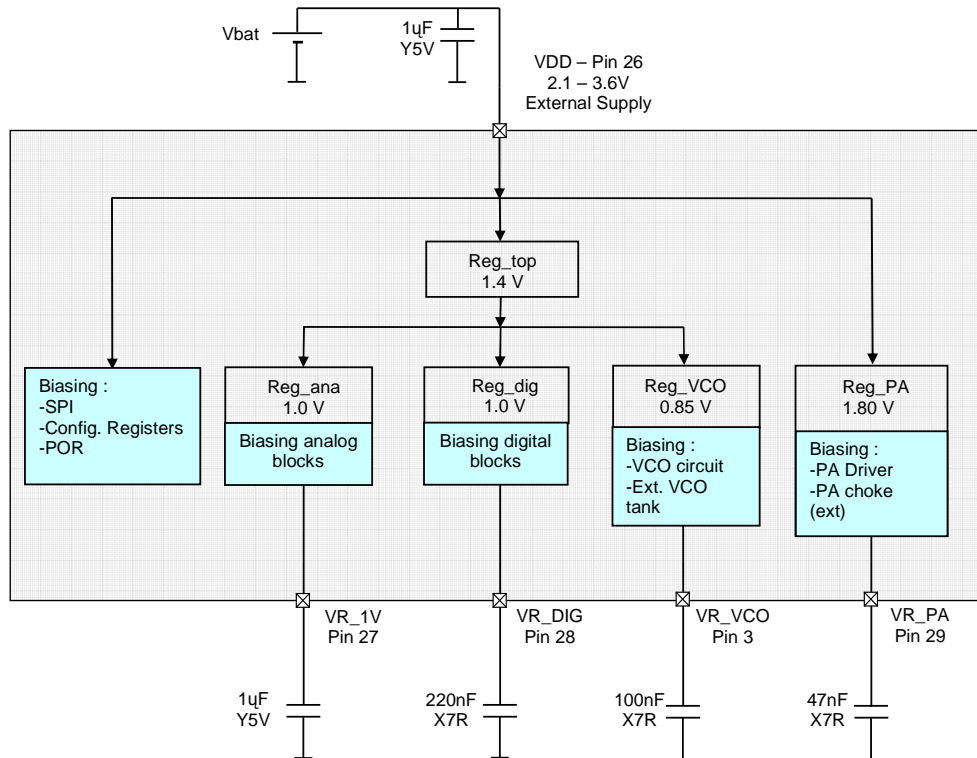 Vbat
1ųF
Y5V
VDD – Pin 26
2.1 – 3.6V
External Supply
Reg_top
1.4 V
Biasing :
-SPI
-Config. Registers
-POR
Reg_ana
1.0 V
Biasing analog
blocks
Reg_dig
1.0 V
Biasing digital
blocks
Reg_VCO
0.85 V
Biasing :
-VCO circuit
-Ext. VCO
tank
Reg_PA
1.80 V
Biasing :
-PA Driver
-PA choke
(ext)
VR_1V
Pin 27
VR_DIG
Pin 28
VR_VCO
Pin 3
VR_PA
Pin 29
1ųF
Y5V
220nF
X7R
100nF
X7R
47nF
X7R